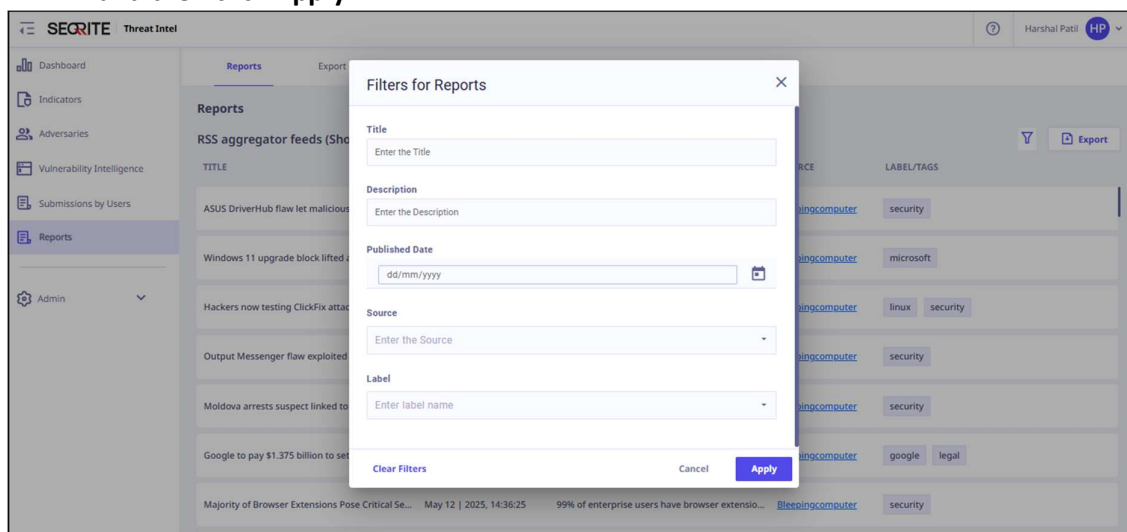 SEQRITE Threat Intel
Harshal Patil HP
Dashboard
Indicators
Adversaries
Vulnerability Intelligence
Submissions by Users
Reports
Admin
Reports Export
Reports
RSS aggregator feeds (Sho
Export
TITLE
RCE LABEL/TAGS
ASUS DriverHub flaw let malicious
pingcomputer security
Windows 11 upgrade block lifted a
pingcomputer microsoft
Hackers now testing ClickFix attac
pingcomputer linux security
Output Messenger flaw exploited
pingcomputer security
Moldova arrests suspect linked to
pingcomputer security
Google to pay $1.375 billion to set
pingcomputer google legal
Majority of Browser Extensions Pose Critical Se... May 12 | 2025, 14:36:25 99% of enterprise users have browser extensio... Bleepingcomputer security
Filters for Reports
Title
Enter the Title
Description
Enter the Description
Published Date
dd/mm/yyyy
Source
Enter the Source
Label
Enter label name
Clear Filters Cancel Apply